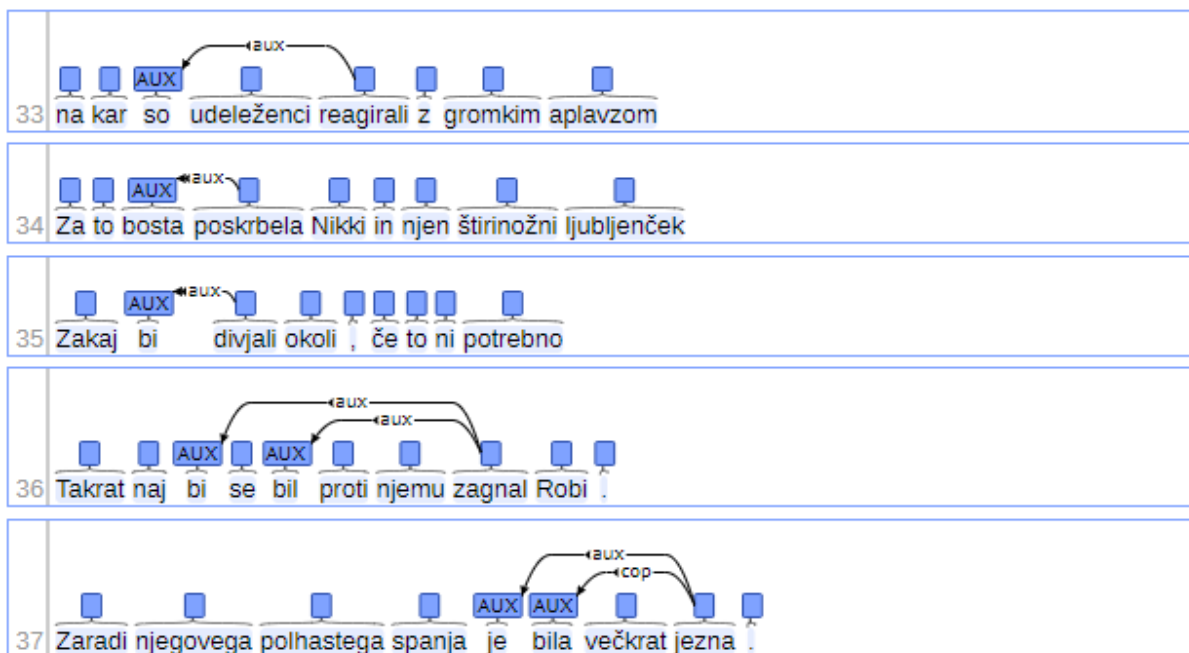 aux
AUX
33 na kar so udeleženci reagirali z gromkim aplavzom
aux
AUX
34 Za to bosta poskrbela Nikki in njen štirinožni ljubljenček
aux
AUX
35 Zakaj bi divjali okoli , če to ni potrebno
aux
aux
AUX AUX
36 Takrat naj bi se bil proti njemu zagnal Robi .
aux
cop
AUX AUX
37 Zaradi njegovega polhastega spanja je bila večkrat jezna .